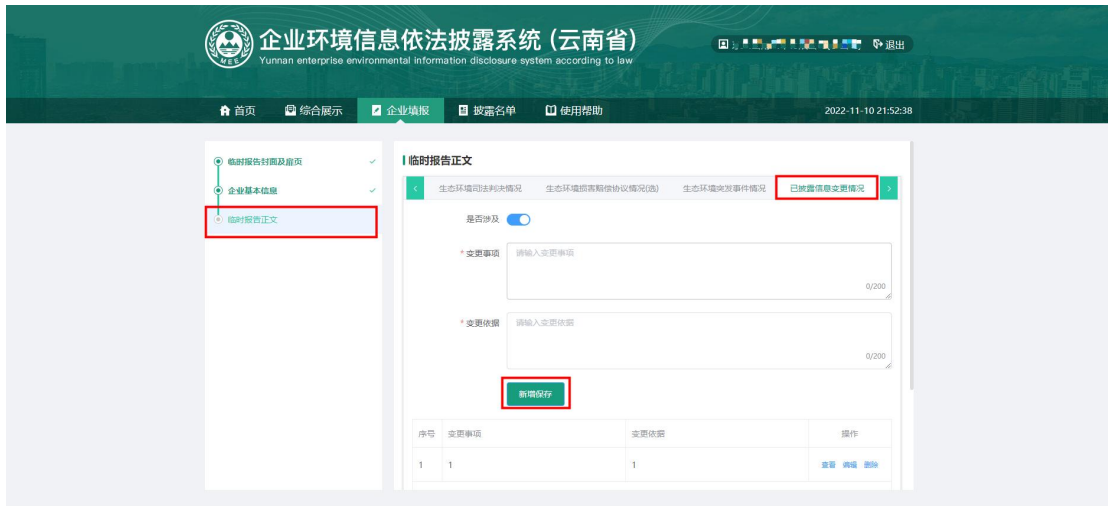 企业环境信息依法披露系统 (云南省)
Yunnan enterprise environmental information disclosure system according to law
MEE
退出
首页 综合展示 企业填报 披露名单 使用帮助 2022-11-10 21:52:38
临时报告封面及扉页
企业基本信息
临时报告正文
临时报告正文
< 生态环境司法判决情况 生态环境损害赔偿协议情况(选) 生态环境突发事件情况 已披露信息变更情况 >
是否涉及
* 变更事项 请输入变更事项
0/200
* 变更依据 请输入变更依据
0/200
新增保存
序号 变更事项 变更依据 操作
1 1 1 查看 编辑 删除